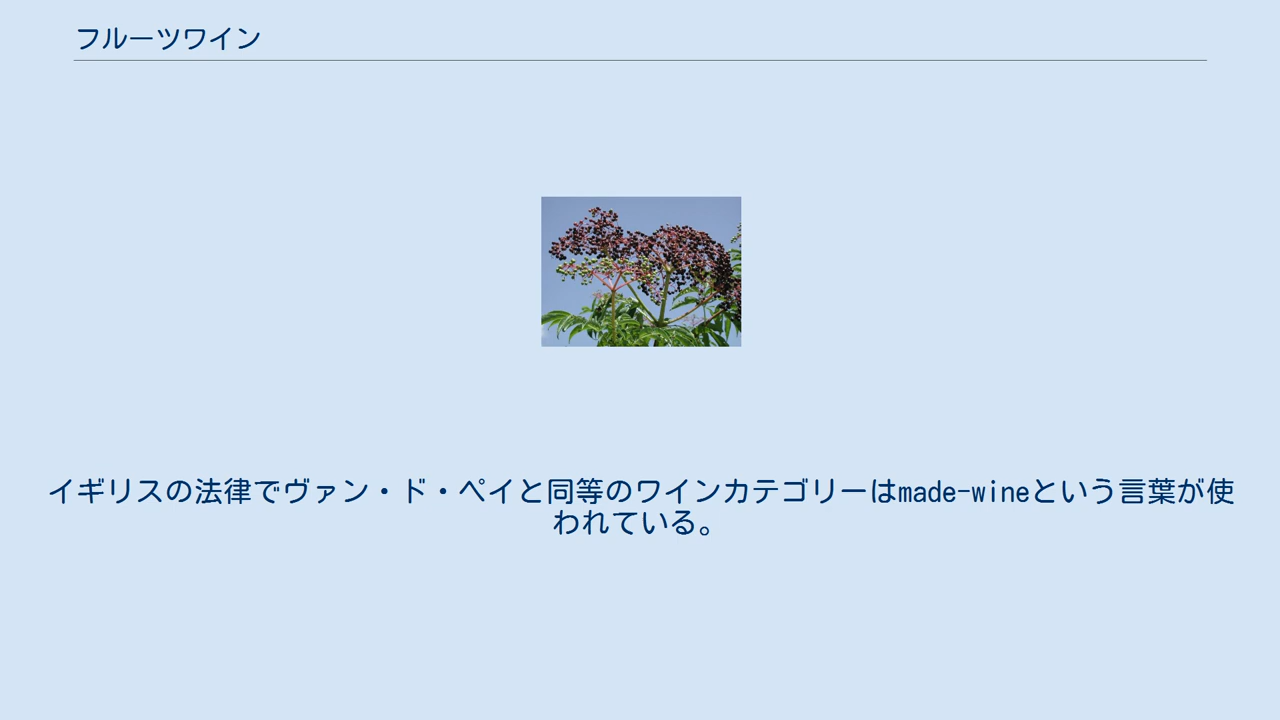 フルーツワイン
イギリスの法律でヴァン・ド・ペイと同等のワインカテゴリーはmade-wineという言葉が使
われている。